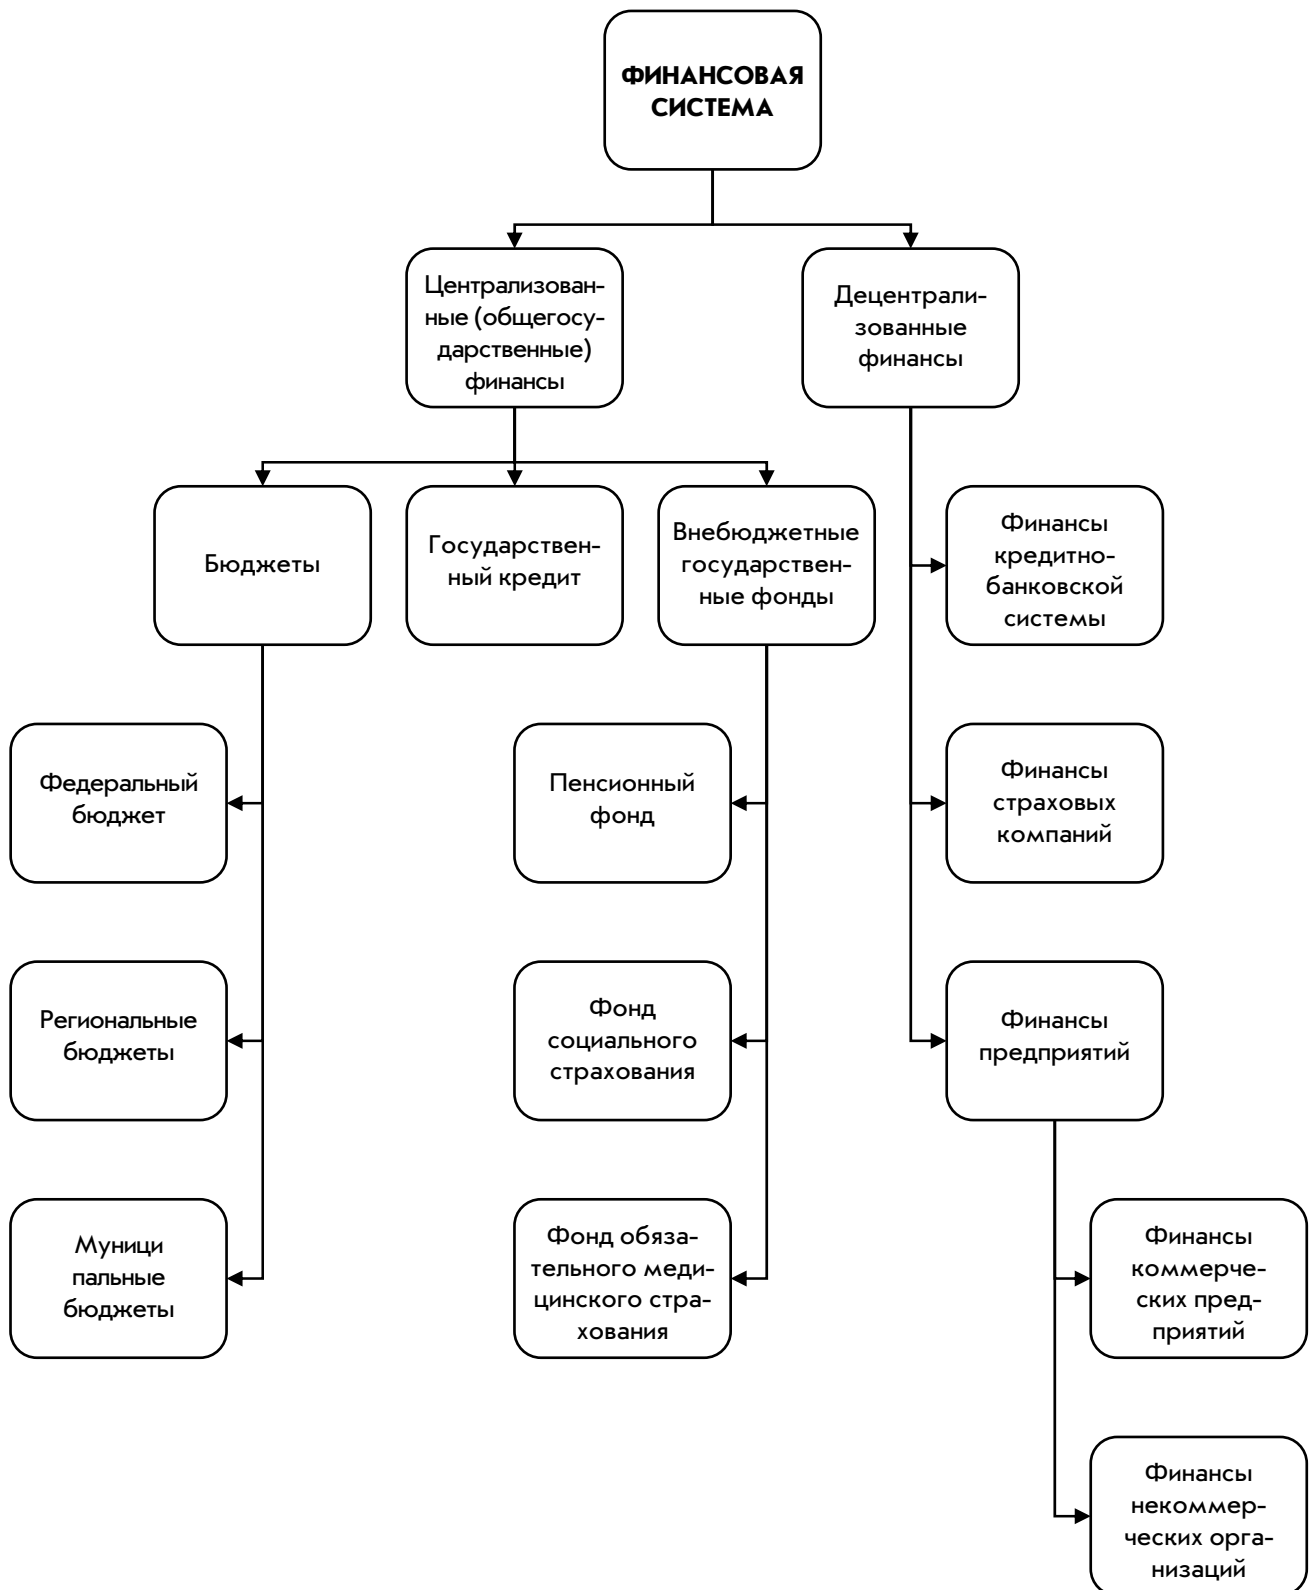 ФИНАНСОВАЯ
СИСТЕМА
Централизован-
ные (общегосу-
дарственные)
финансы
Децентрали-
зованные
финансы
Бюджеты
Государствен-
ный кредит
Внебюджетные
государствен-
ные фонды
Финансы
кредитно-
банковской
системы
Федеральный
бюджет
Пенсионный
фонд
Финансы
страховых
компаний
Региональные
бюджеты
Фонд
социального
страхования
Финансы
предприятий
Муници
пальные
бюджеты
Фонд обяза-
тельного меди-
цинского стра-
хования
Финансы
коммерче-
ских пред-
приятий
Финансы
некоммер-
ческих орга-
низаций